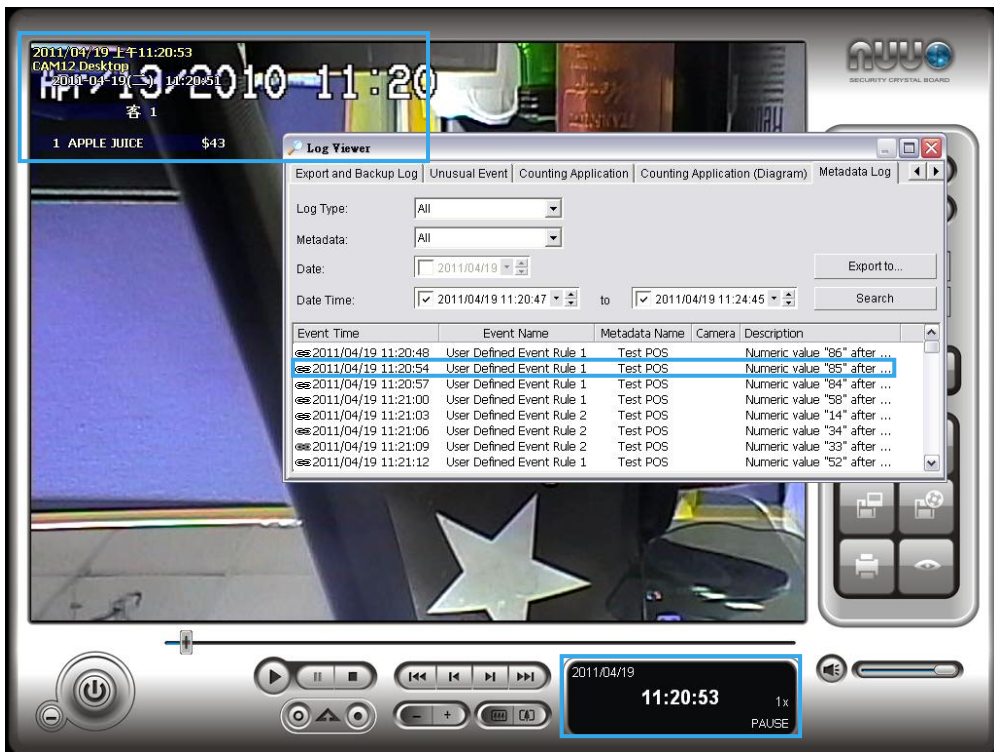 2011/04/19 上午11:20:53
CAM12 Desktop
2011-04-19(二) 11:20:51
Apr/19/2010 11:20
客 1
1 APPLE JUICE $43
NUUO
SECURITY CRYSTAL BOARD
Log Viewer
Export and Backup Log Unusual Event Counting Application Counting Application (Diagram) Metadata Log
Log Type: All
Metadata: All
Date: 2011/04/19 Export to...
Date Time: 2011/04/19 11:20:47 to 2011/04/19 11:24:45 Search
Event Time Event Name Metadata Name Camera Description
2011/04/19 11:20:48 User Defined Event Rule 1 Test POS Numeric value "86" after ...
2011/04/19 11:20:54 User Defined Event Rule 1 Test POS Numeric value "85" after ...
2011/04/19 11:20:57 User Defined Event Rule 1 Test POS Numeric value "84" after ...
2011/04/19 11:21:00 User Defined Event Rule 1 Test POS Numeric value "58" after ...
2011/04/19 11:21:03 User Defined Event Rule 2 Test POS Numeric value "14" after ...
2011/04/19 11:21:06 User Defined Event Rule 2 Test POS Numeric value "34" after ...
2011/04/19 11:21:09 User Defined Event Rule 2 Test POS Numeric value "33" after ...
2011/04/19 11:21:12 User Defined Event Rule 1 Test POS Numeric value "52" after ...
2011/04/19
11:20:53
1x
PAUSE